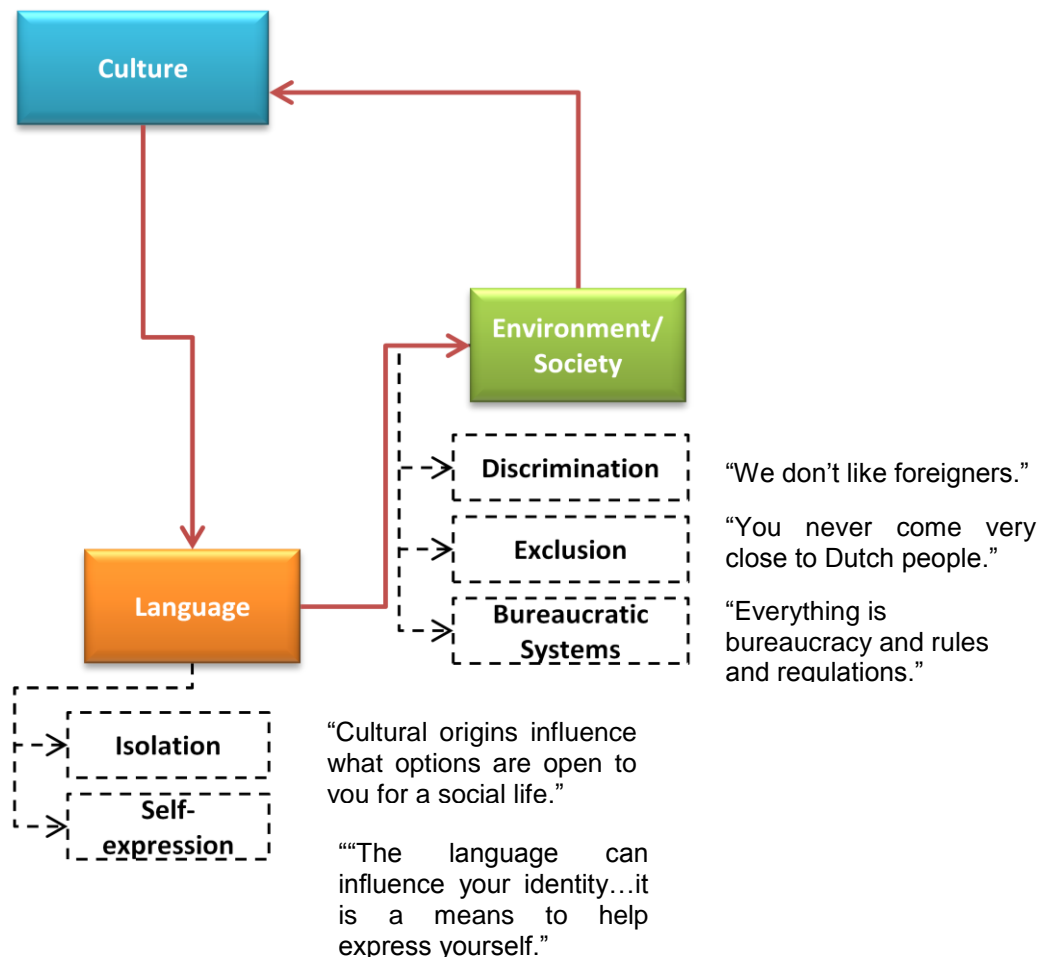 Culture
Environment/
Society
Discrimination
“We don’t like foreigners.”
Exclusion
“You never come very
close to Dutch people.”
Language
Bureaucratic
Systems
“Everything is
bureaucracy and rules
and regulations.”
Isolation
“Cultural origins influence
what options are open to
you for a social life.”
Self-
expression
““The language can
influence your identity…it
is a means to help
express yourself.”